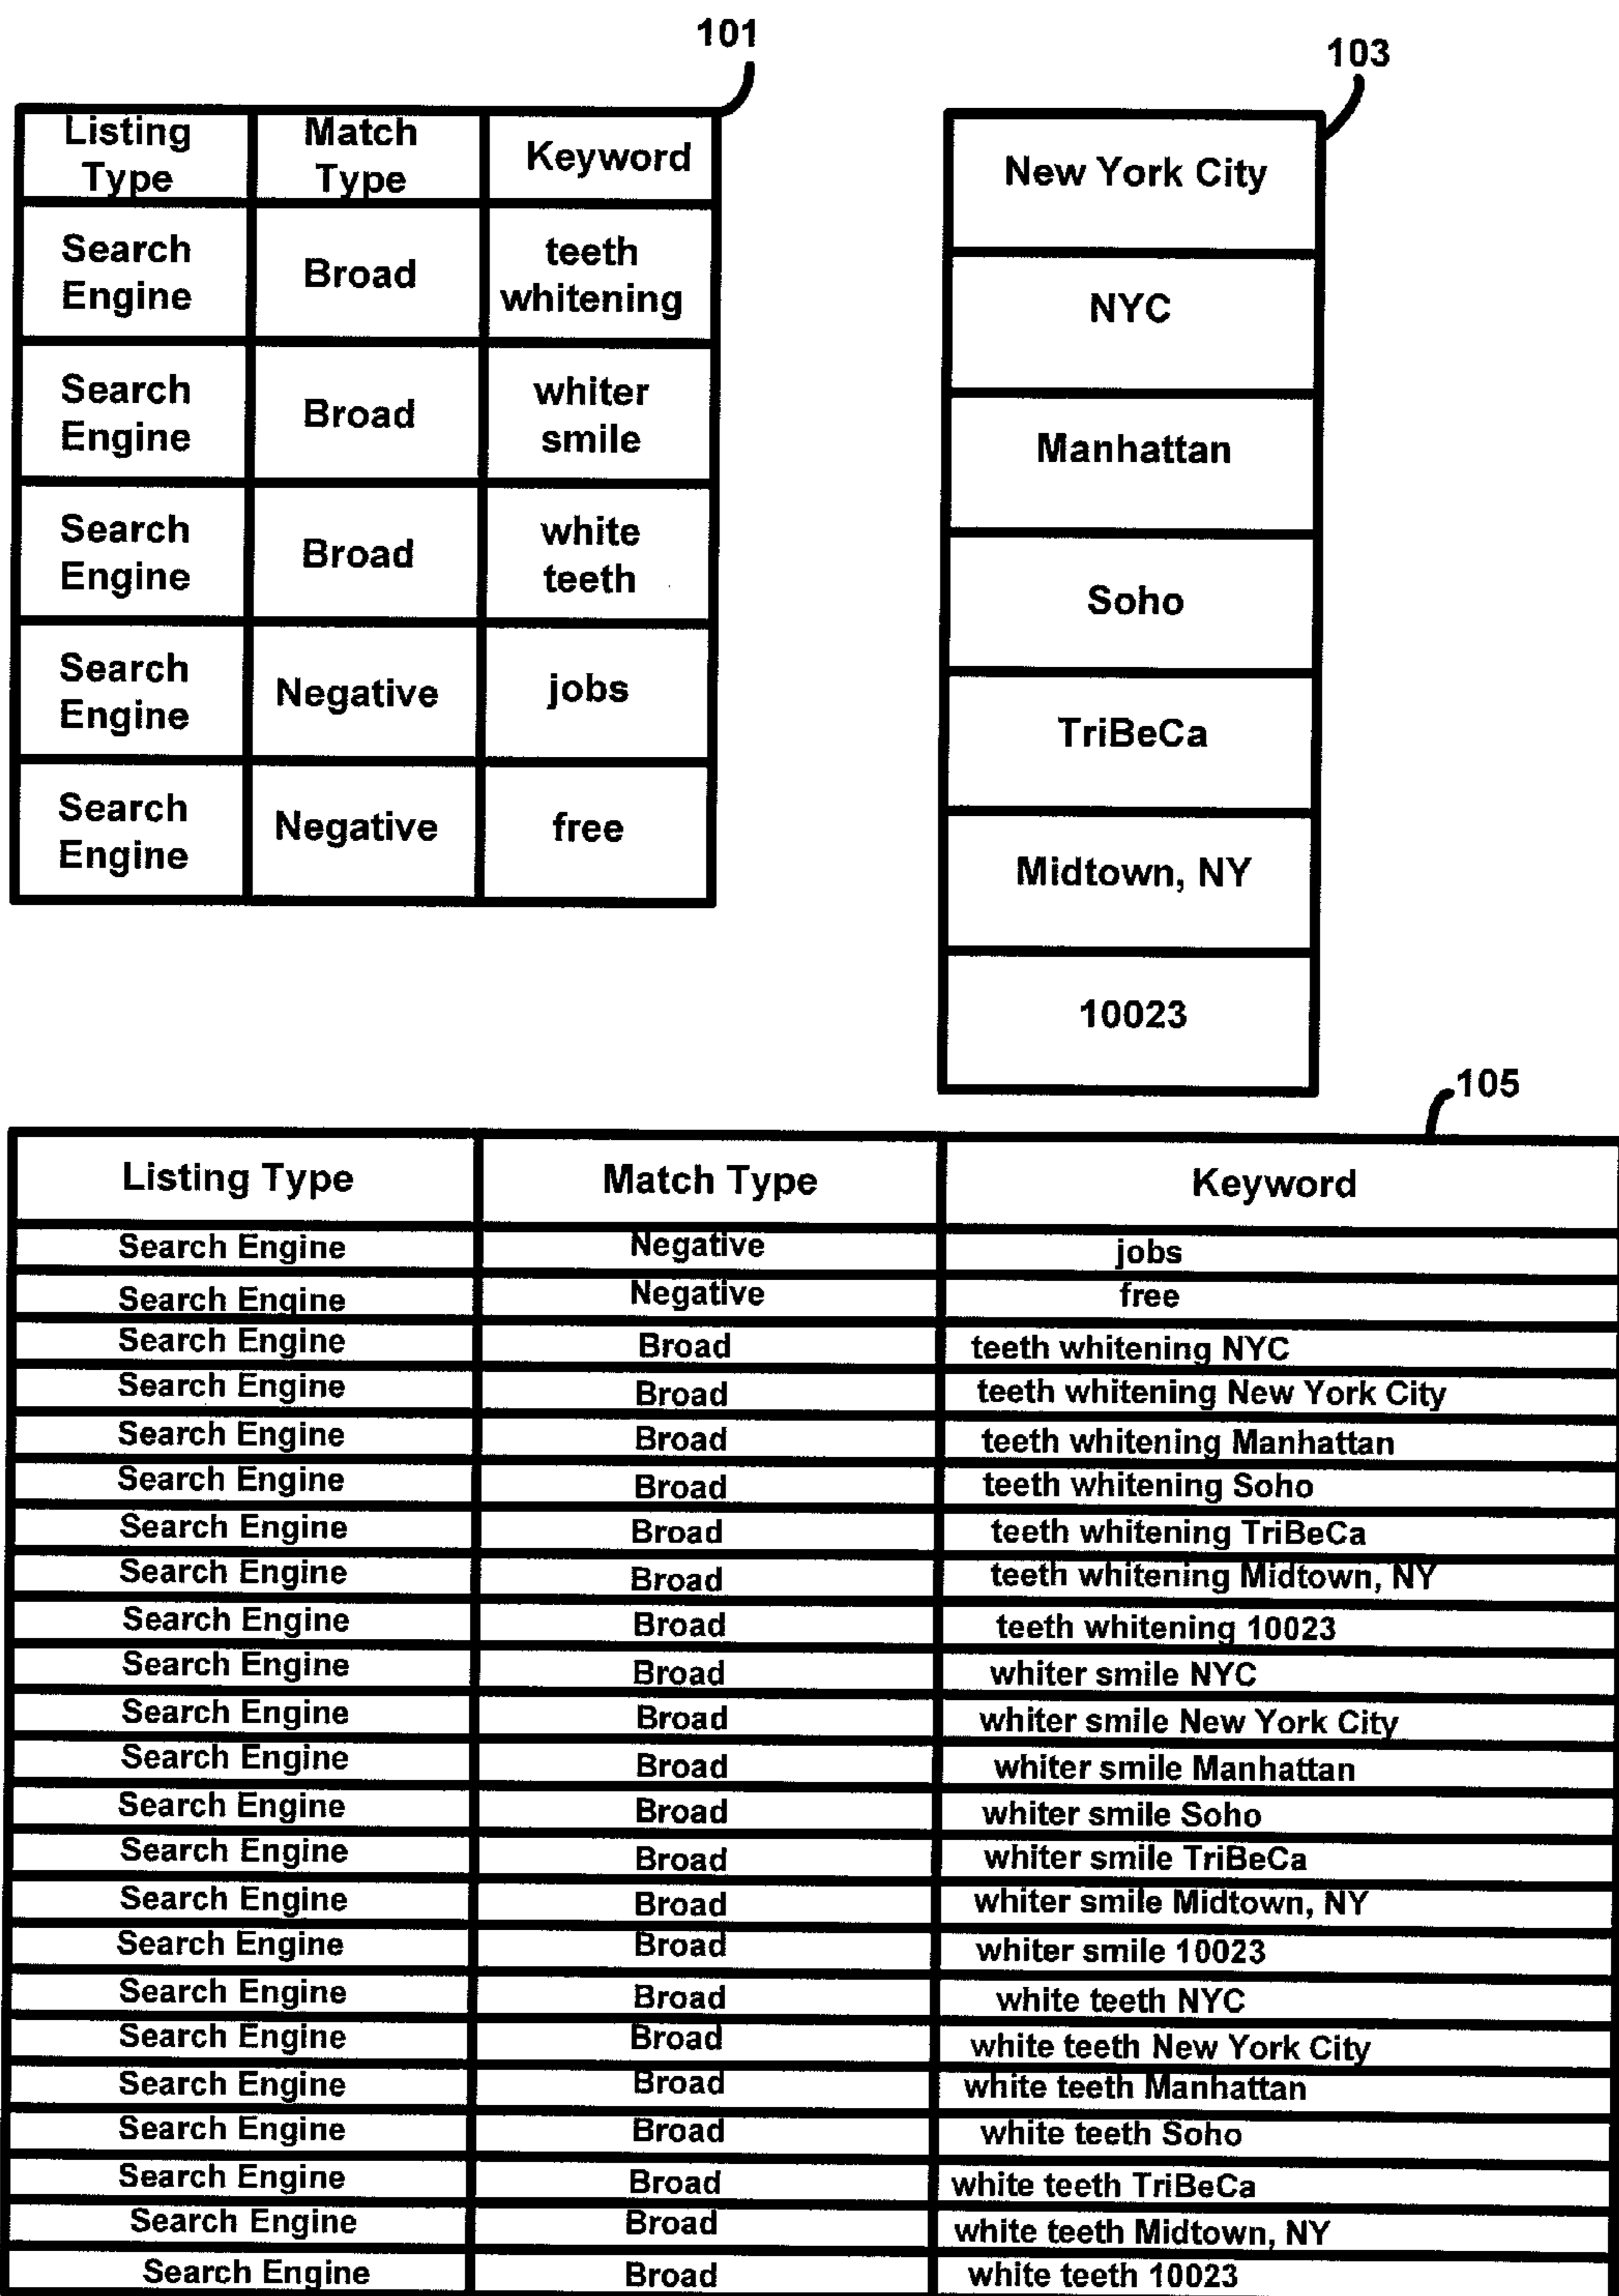 101
Listing Type Match Type Keyword
Search Engine Broad teeth whitening
Search Engine Broad whiter smile
Search Engine Broad white teeth
Search Engine Negative jobs
Search Engine Negative free
103
New York City
NYC
Manhattan
Soho
TriBeCa
Midtown, NY
10023
105
Listing Type Match Type Keyword
Search Engine Negative jobs
Search Engine Negative free
Search Engine Broad teeth whitening NYC
Search Engine Broad teeth whitening New York City
Search Engine Broad teeth whitening Manhattan
Search Engine Broad teeth whitening Soho
Search Engine Broad teeth whitening TriBeCa
Search Engine Broad teeth whitening Midtown, NY
Search Engine Broad teeth whitening 10023
Search Engine Broad whiter smile NYC
Search Engine Broad whiter smile New York City
Search Engine Broad whiter smile Manhattan
Search Engine Broad whiter smile Soho
Search Engine Broad whiter smile TriBeCa
Search Engine Broad whiter smile Midtown, NY
Search Engine Broad whiter smile 10023
Search Engine Broad white teeth NYC
Search Engine Broad white teeth New York City
Search Engine Broad white teeth Manhattan
Search Engine Broad white teeth Soho
Search Engine Broad white teeth TriBeCa
Search Engine Broad white teeth Midtown, NY
Search Engine Broad white teeth 10023